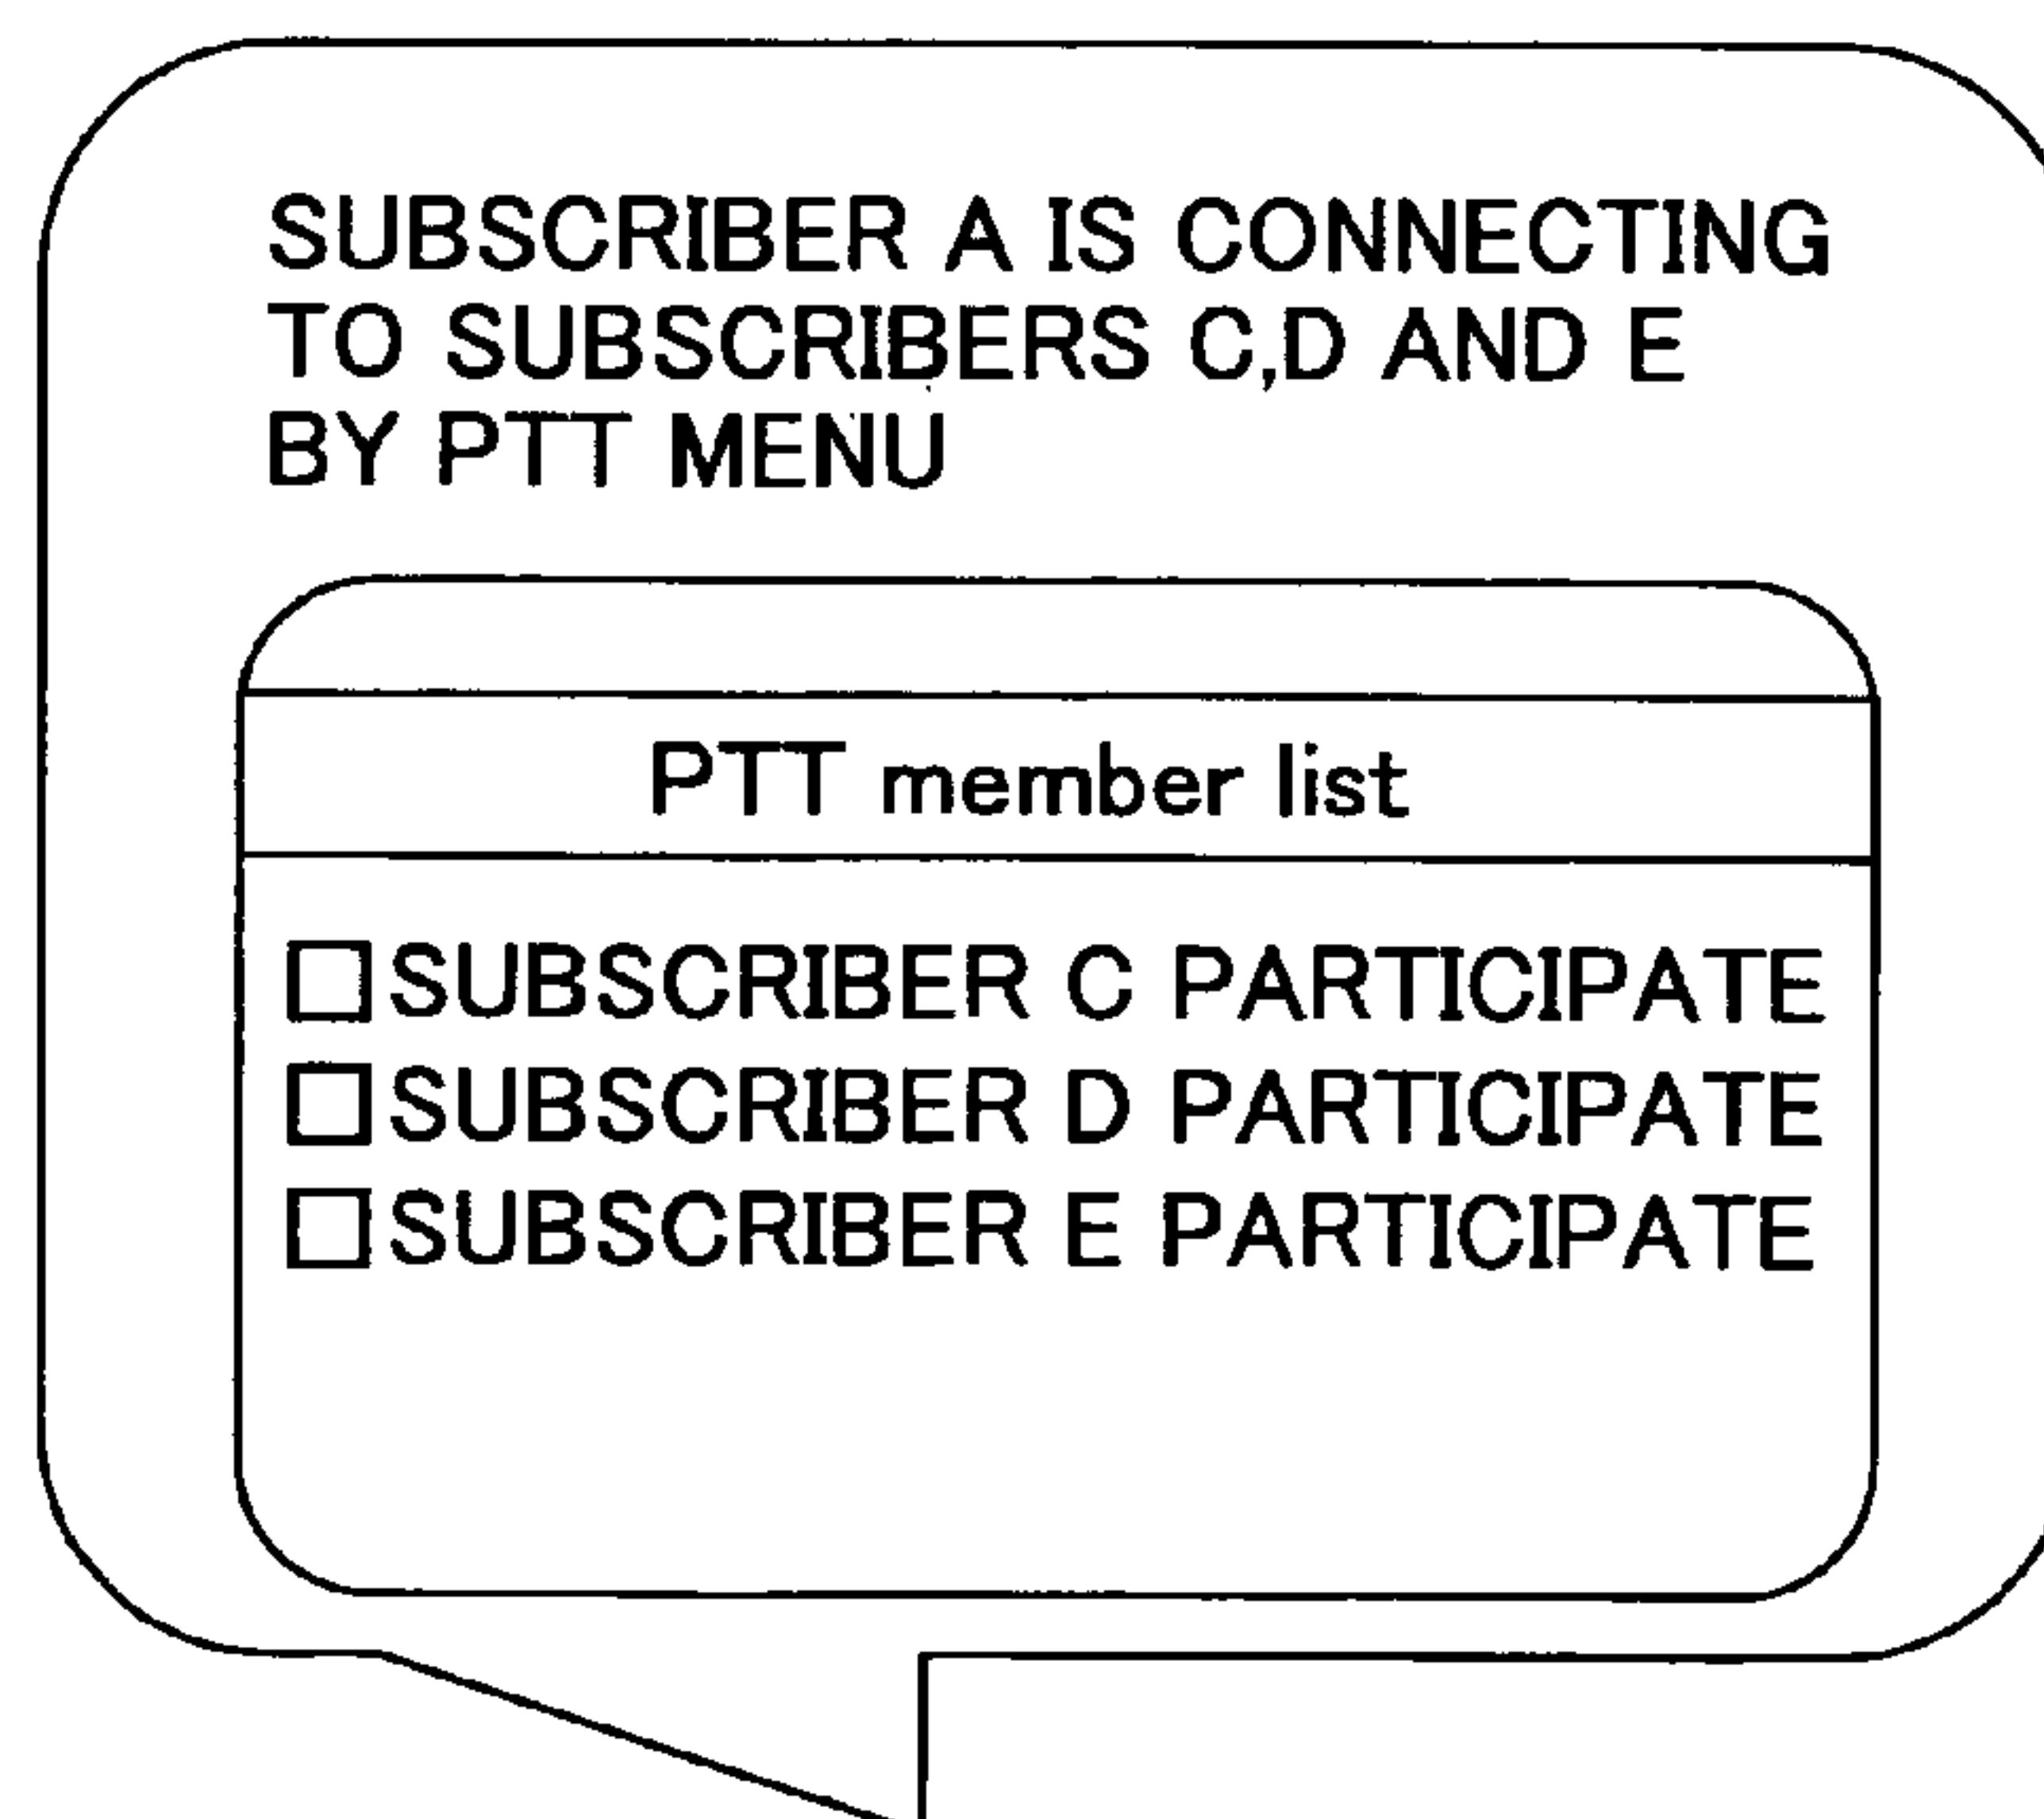 SUBSCRIBER A IS CONNECTING
TO SUBSCRIBERS C,D AND E
BY PTT MENU
PTT member list
SUBSCRIBER C PARTICIPATE
SUBSCRIBER D PARTICIPATE
SUBSCRIBER E PARTICIPATE